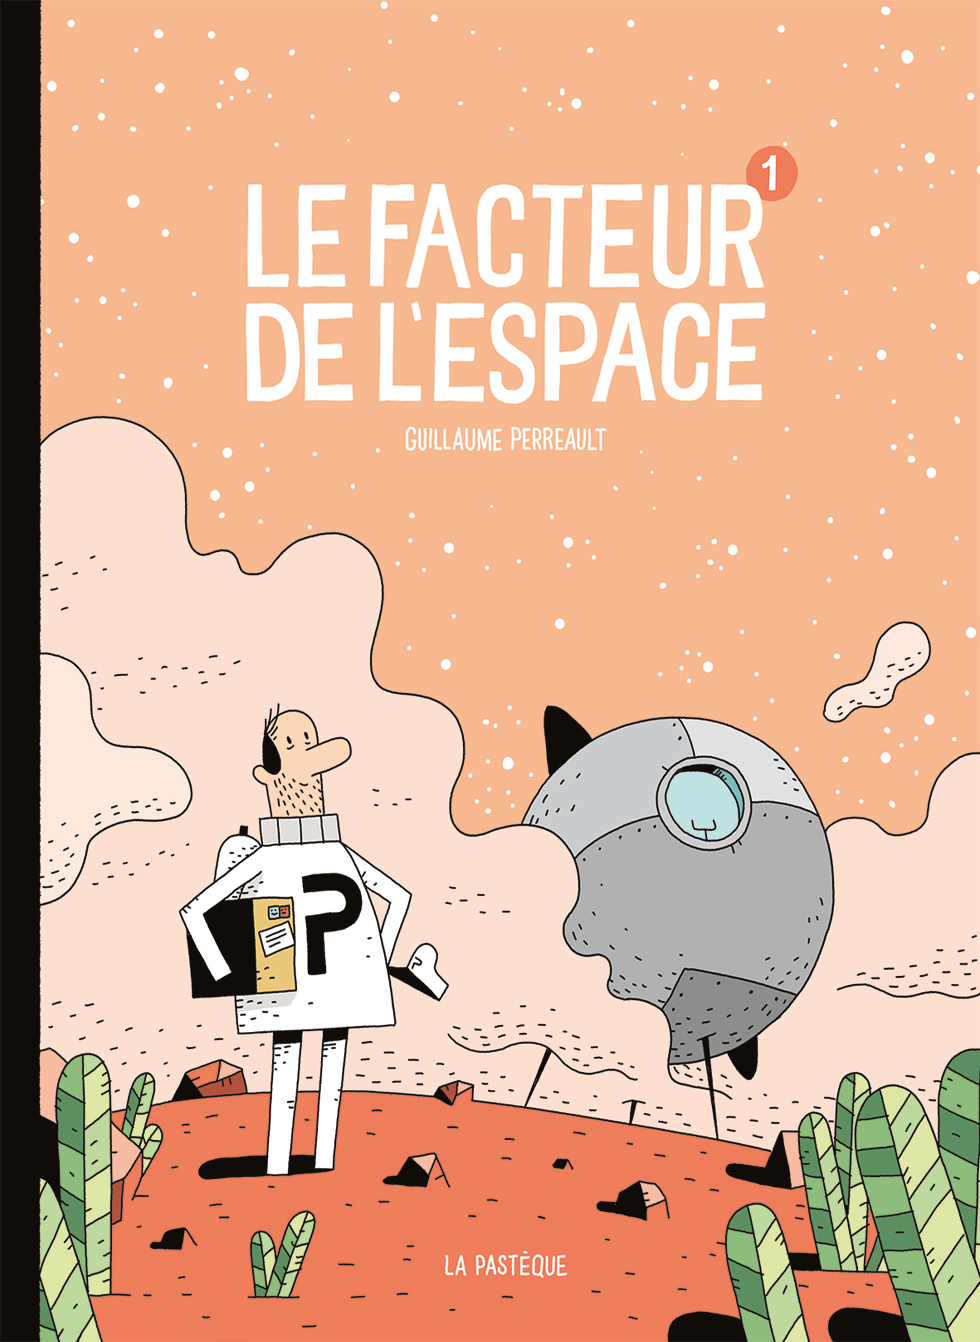 1
LE FACTEUR
DE L'ESPACE
GUILLAUME PERREAULT
P
P
LA PASTÈQUE